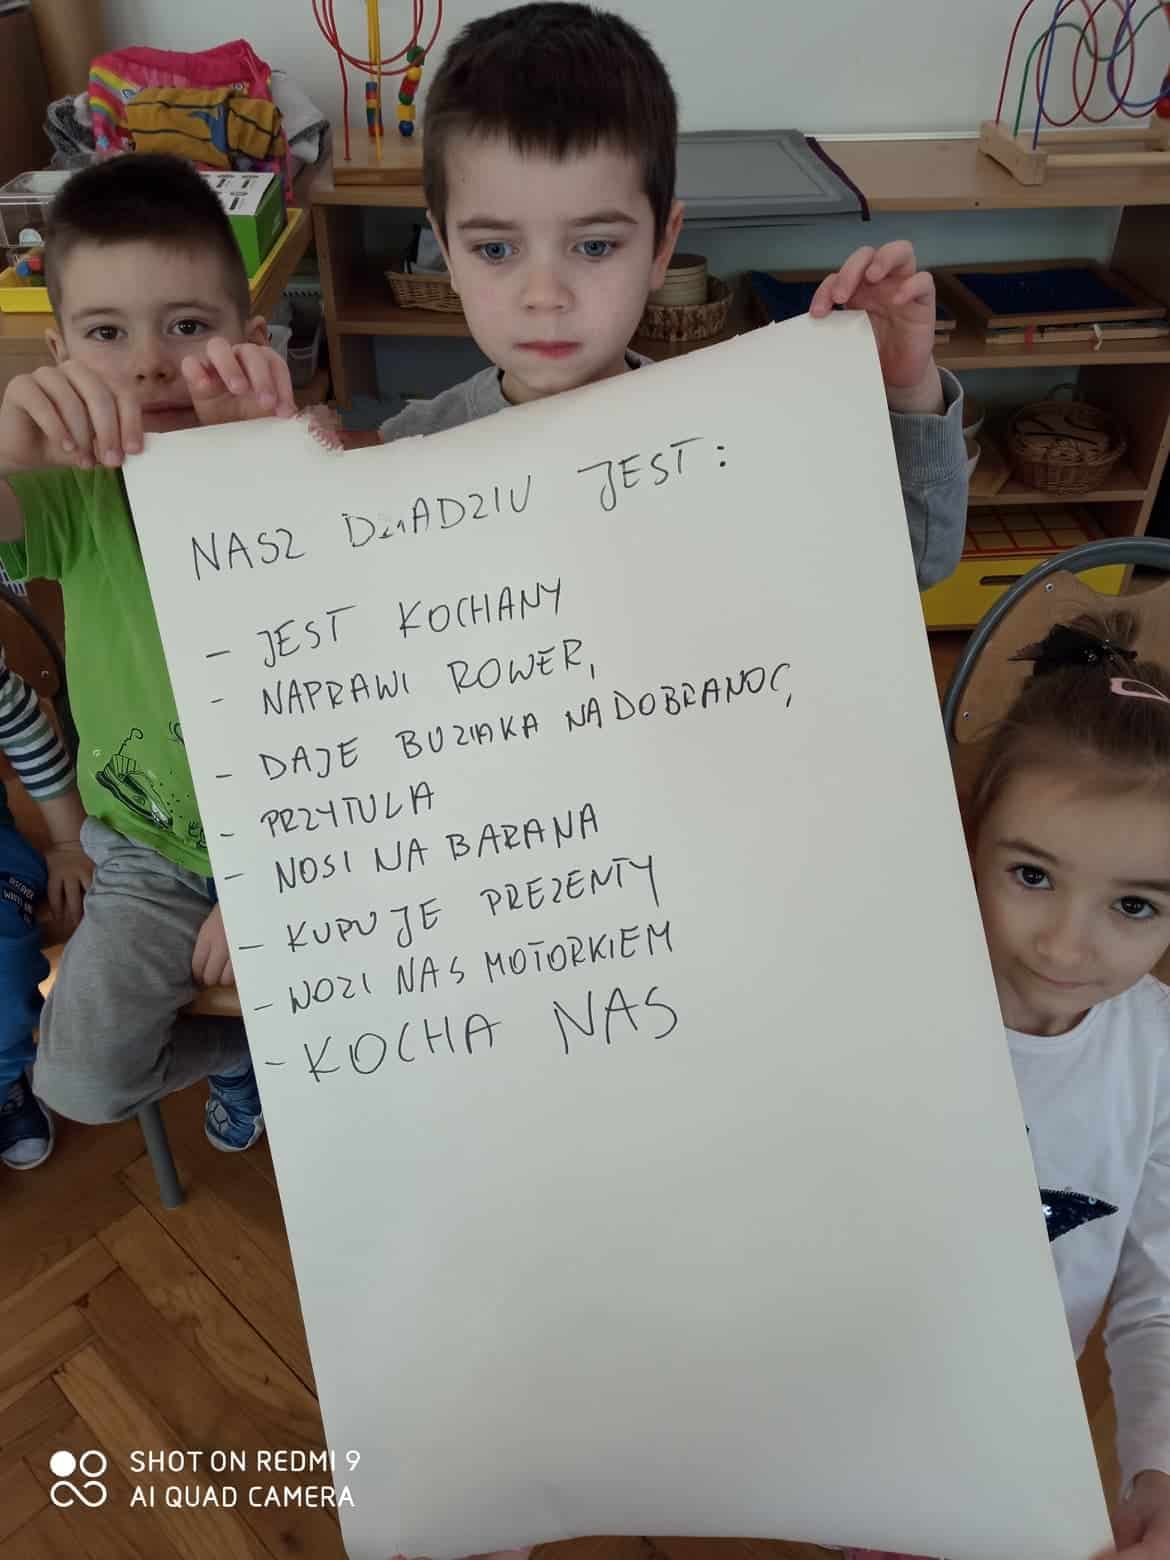 NASZ DziADZIU JEST:
- JEST KOCHANY
- NAPRAWI ROWER,
- DAJE BUZIAKA NA DOBRANOC,
- PRZYTULA
- NOSI NA BARANA
- KUPUJE PREZENTY
- WOZI NAS MOTORKIEM
- KOCHA NAS
SHOT ON REDMI 9
AI QUAD CAMERA